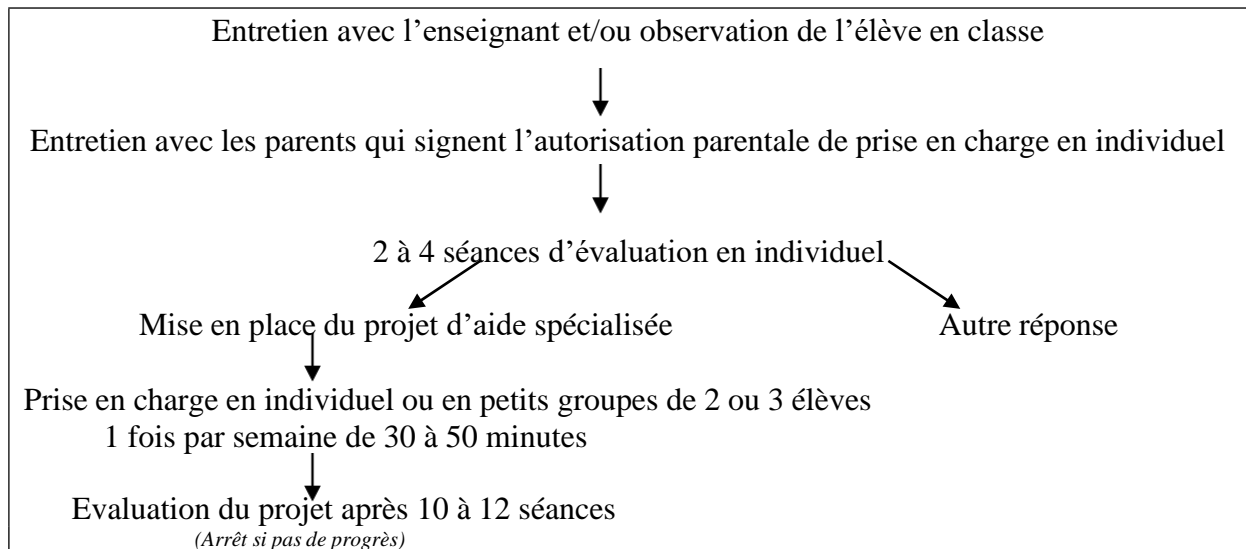 Entretien avec l’enseignant et/ou observation de l’élève en classe
Entretien avec les parents qui signent l’autorisation parentale de prise en charge en individuel
2 à 4 séances d’évaluation en individuel
Mise en place du projet d’aide spécialisée
Autre réponse
Prise en charge en individuel ou en petits groupes de 2 ou 3 élèves
1 fois par semaine de 30 à 50 minutes
Evaluation du projet après 10 à 12 séances
(Arrêt si pas de progrès)